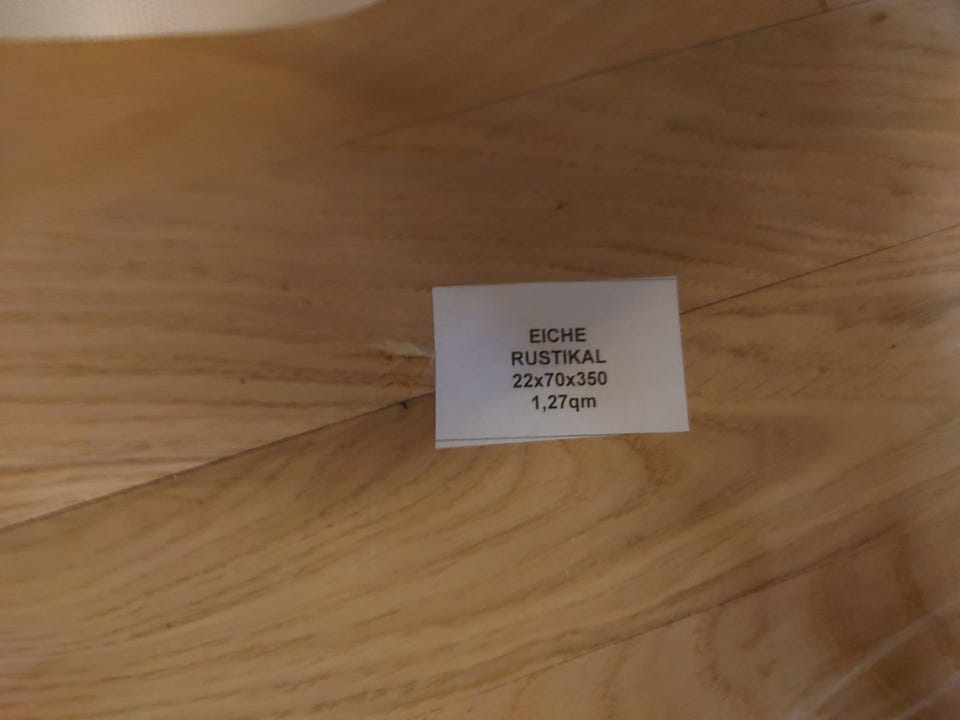 EICHE
RUSTIKAL
22x70x350
1,27qm